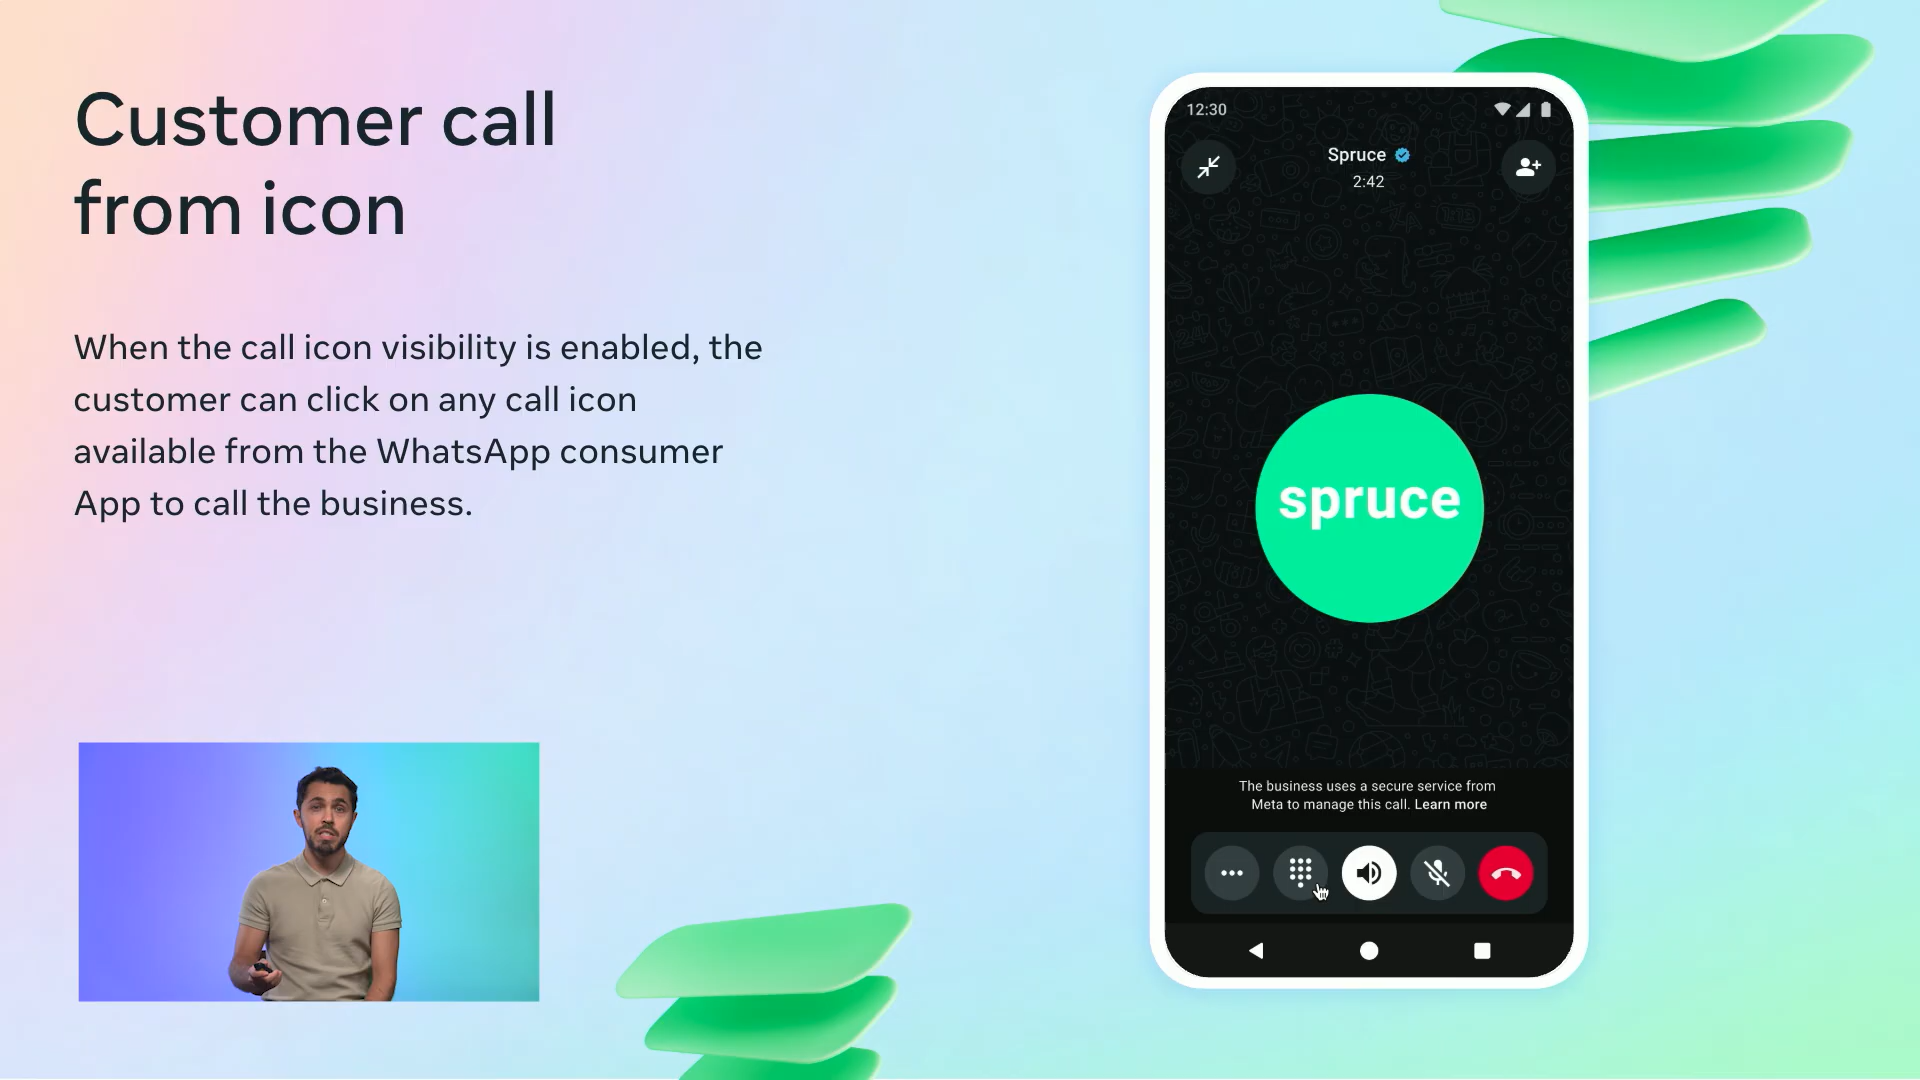 Customer call
from icon
When the call icon visibility is enabled, the
customer can click on any call icon
available from the WhatsApp consumer
App to call the business.
12:30
Spruce
2:42
spruce
The business uses a secure service from
Meta to manage this call. Learn more